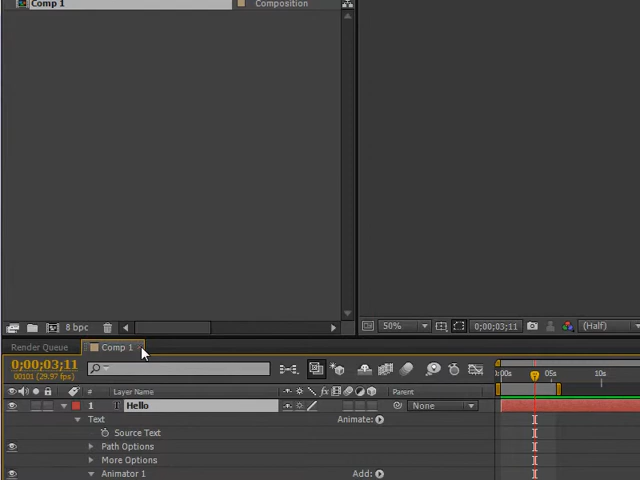 Comp 1
Composition
8 bpc
50%
0;00;03;11
(Half)
Render Queue
Comp 1
0;00;03;11
00101 (29.97 fps)
:00s
05s
10s
#
Layer Name
fx
Parent
1
T
Hello
None
Text
Animate:
Source Text
Path Options
More Options
Animator 1
Add: